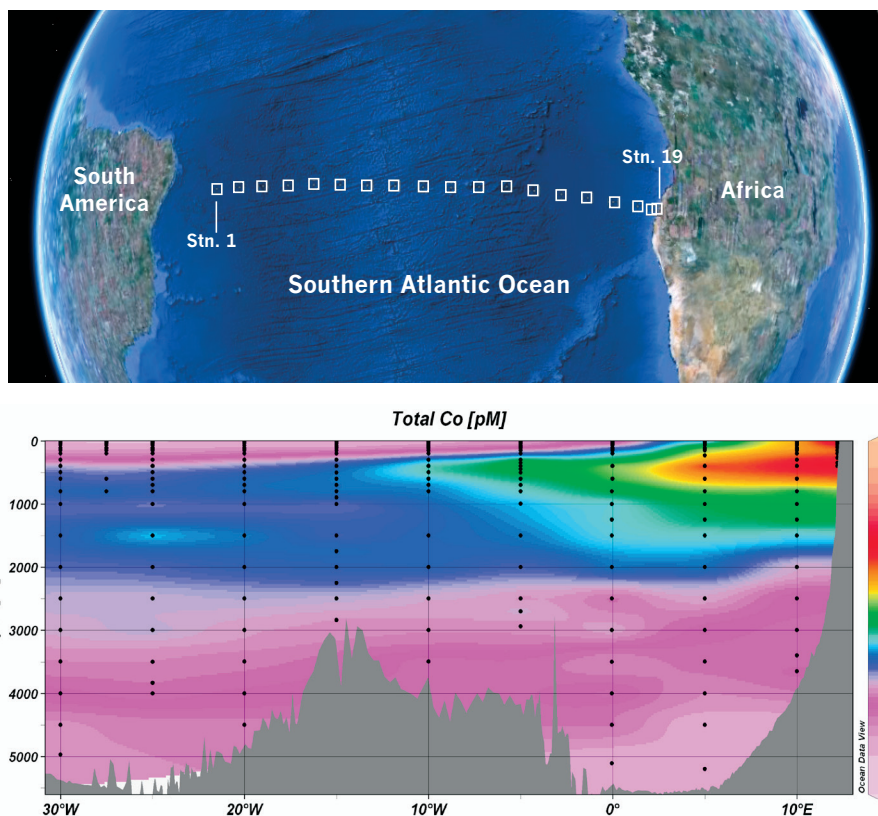 South
America
Stn. 1
Stn. 19
Africa
Southern Atlantic Ocean
Total Co [pM]
0
1000
2000
3000
4000
5000
30°W
20°W
10°W
0°
10°E
Ocean Data View